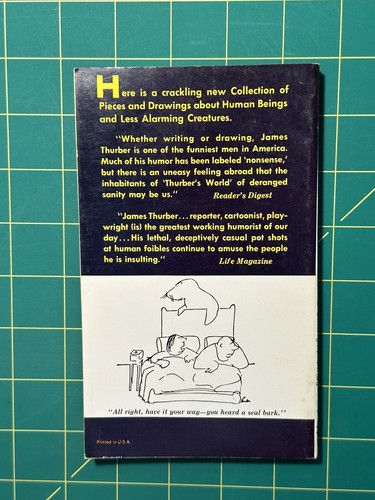 Here is a crackling new Collection of
Pieces and Drawings about Human Beings
and Less Alarming Creatures.
"Whether writing or drawing, James
Thurber is one of the funniest men in America.
Much of his humor has been labeled 'nonsense,'
but there is an uneasy feeling abroad that the
inhabitants of 'Thurber's World' of deranged
sanity may be us." Reader's Digest
"James Thurber...reporter, cartoonist, play-
wright (is) the greatest working humorist of our
day...His lethal, deceptively casual pot shots
at human foibles continue to amuse the people
he is insulting." Life Magazine
"All right, have it your way—you heard a seal bark."
Printed in U.S.A.